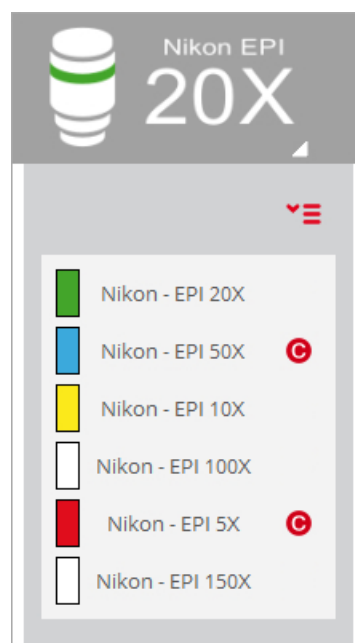 Nikon EPI
20X
Nikon - EPI 20X
Nikon - EPI 50X C
Nikon - EPI 10X
Nikon - EPI 100X
Nikon - EPI 5X C
Nikon - EPI 150X